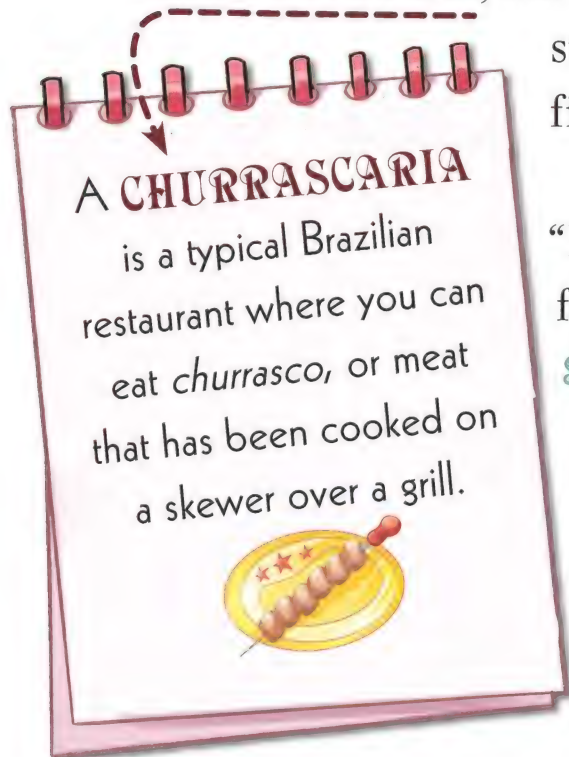 A CHURRASCARIA
is a typical Brazilian
restaurant where you can
eat churrasco, or meat
that has been cooked on
a skewer over a grill.